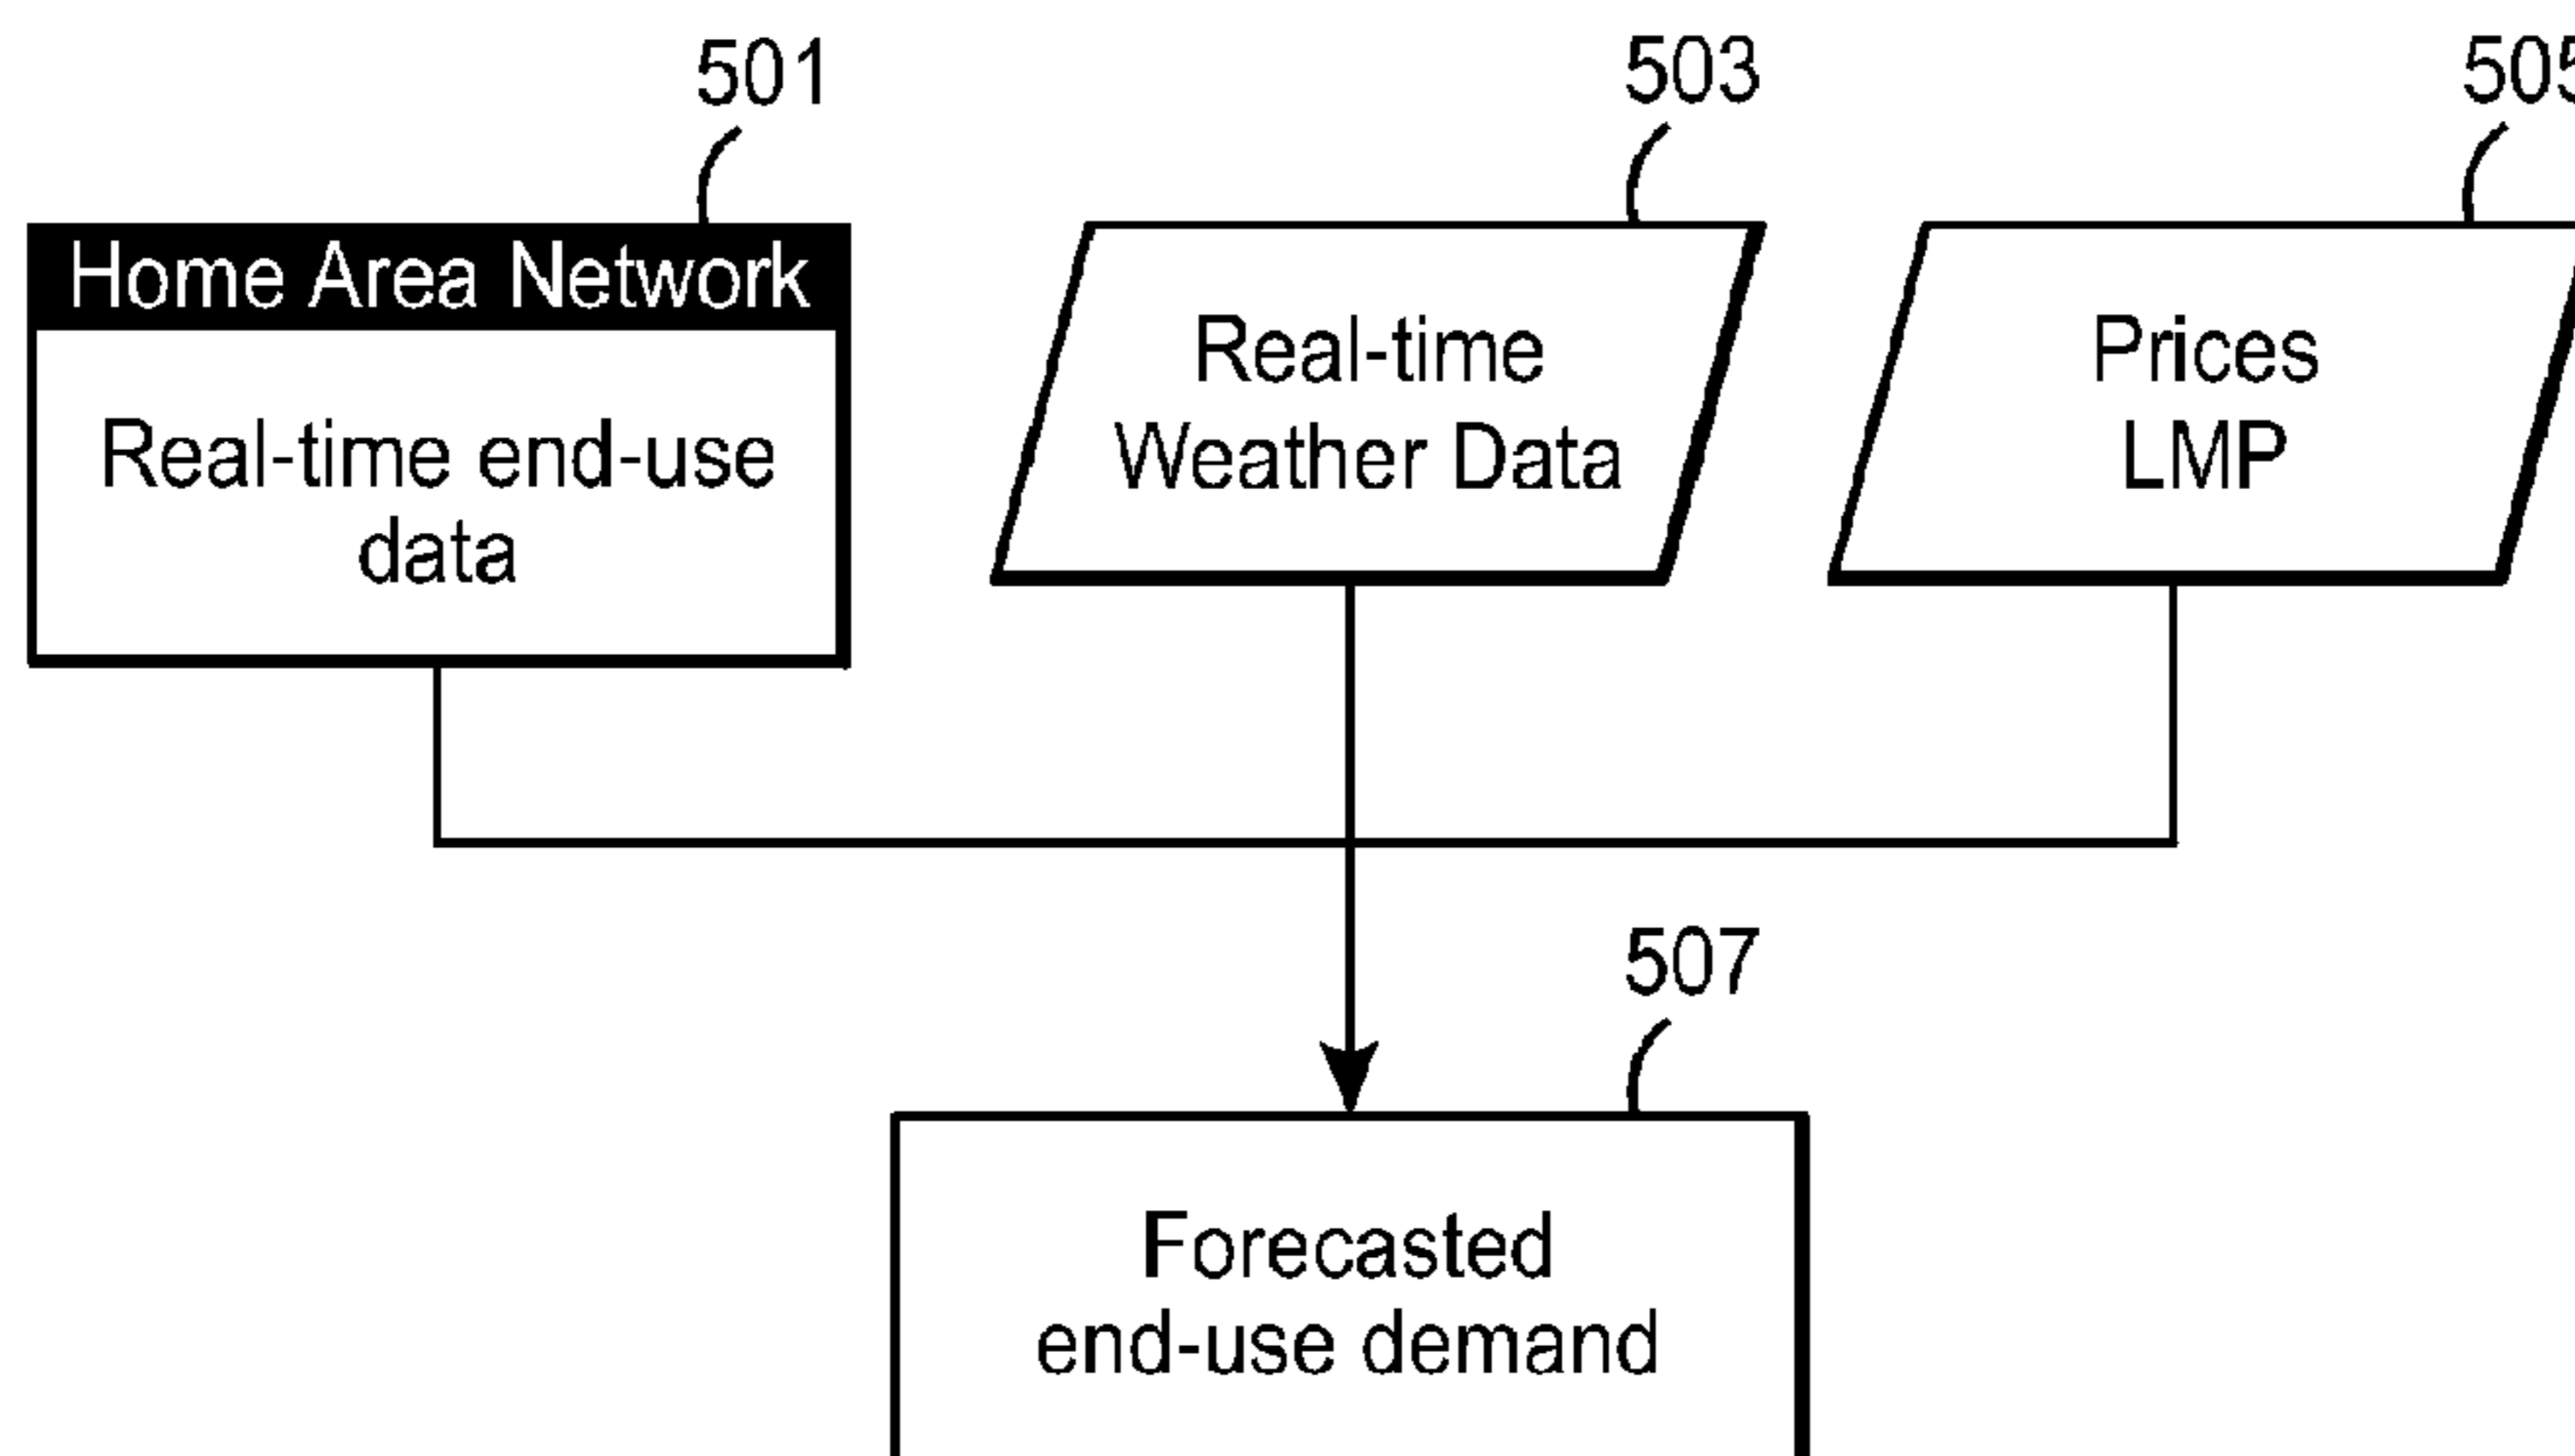 501
503
505
Home Area Network
Real-time end-use
data
Real-time
Weather Data
Prices
LMP
507
Forecasted
end-use demand